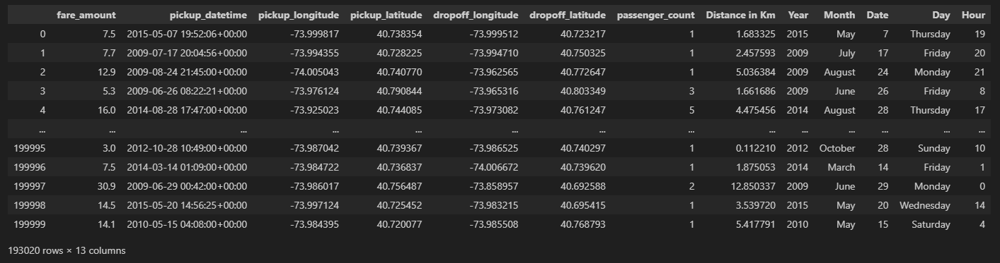 fare_amount pickup_datetime pickup_longitude pickup_latitude dropoff_longitude dropoff_latitude passenger_count Distance in Km Year Month Date Day Hour
0 7.5 2015-05-07 19:52:06+00:00 -73.999817 40.738354 -73.999512 40.723217 1 1.683325 2015 May 7 Thursday 19
1 7.7 2009-07-17 20:04:56+00:00 -73.994355 40.728225 -73.994710 40.750325 1 2.457593 2009 July 17 Friday 20
2 12.9 2009-08-24 21:45:00+00:00 -74.005043 40.740770 -73.962565 40.772647 1 5.036384 2009 August 24 Monday 21
3 5.3 2009-06-26 08:22:21+00:00 -73.976124 40.790844 -73.965316 40.803349 3 1.661686 2009 June 26 Friday 8
4 16.0 2014-08-28 17:47:00+00:00 -73.925023 40.744085 -73.973082 40.761247 5 4.475456 2014 August 28 Thursday 17
... ... ... ... ... ... ... ... ... ... ... ... ... ...
199995 3.0 2012-10-28 10:49:00+00:00 -73.987042 40.739367 -73.986525 40.740297 1 0.112210 2012 October 28 Sunday 10
199996 7.5 2014-03-14 01:09:00+00:00 -73.984722 40.736837 -74.006672 40.739620 1 1.875053 2014 March 14 Friday 1
199997 30.9 2009-06-29 00:42:00+00:00 -73.986017 40.756487 -73.858957 40.692588 2 12.850337 2009 June 29 Monday 0
199998 14.5 2015-05-20 14:56:25+00:00 -73.997124 40.725452 -73.983215 40.695415 1 3.539720 2015 May 20 Wednesday 14
199999 14.1 2010-05-15 04:08:00+00:00 -73.984395 40.720077 -73.985508 40.768793 1 5.417791 2010 May 15 Saturday 4
193020 rows × 13 columns